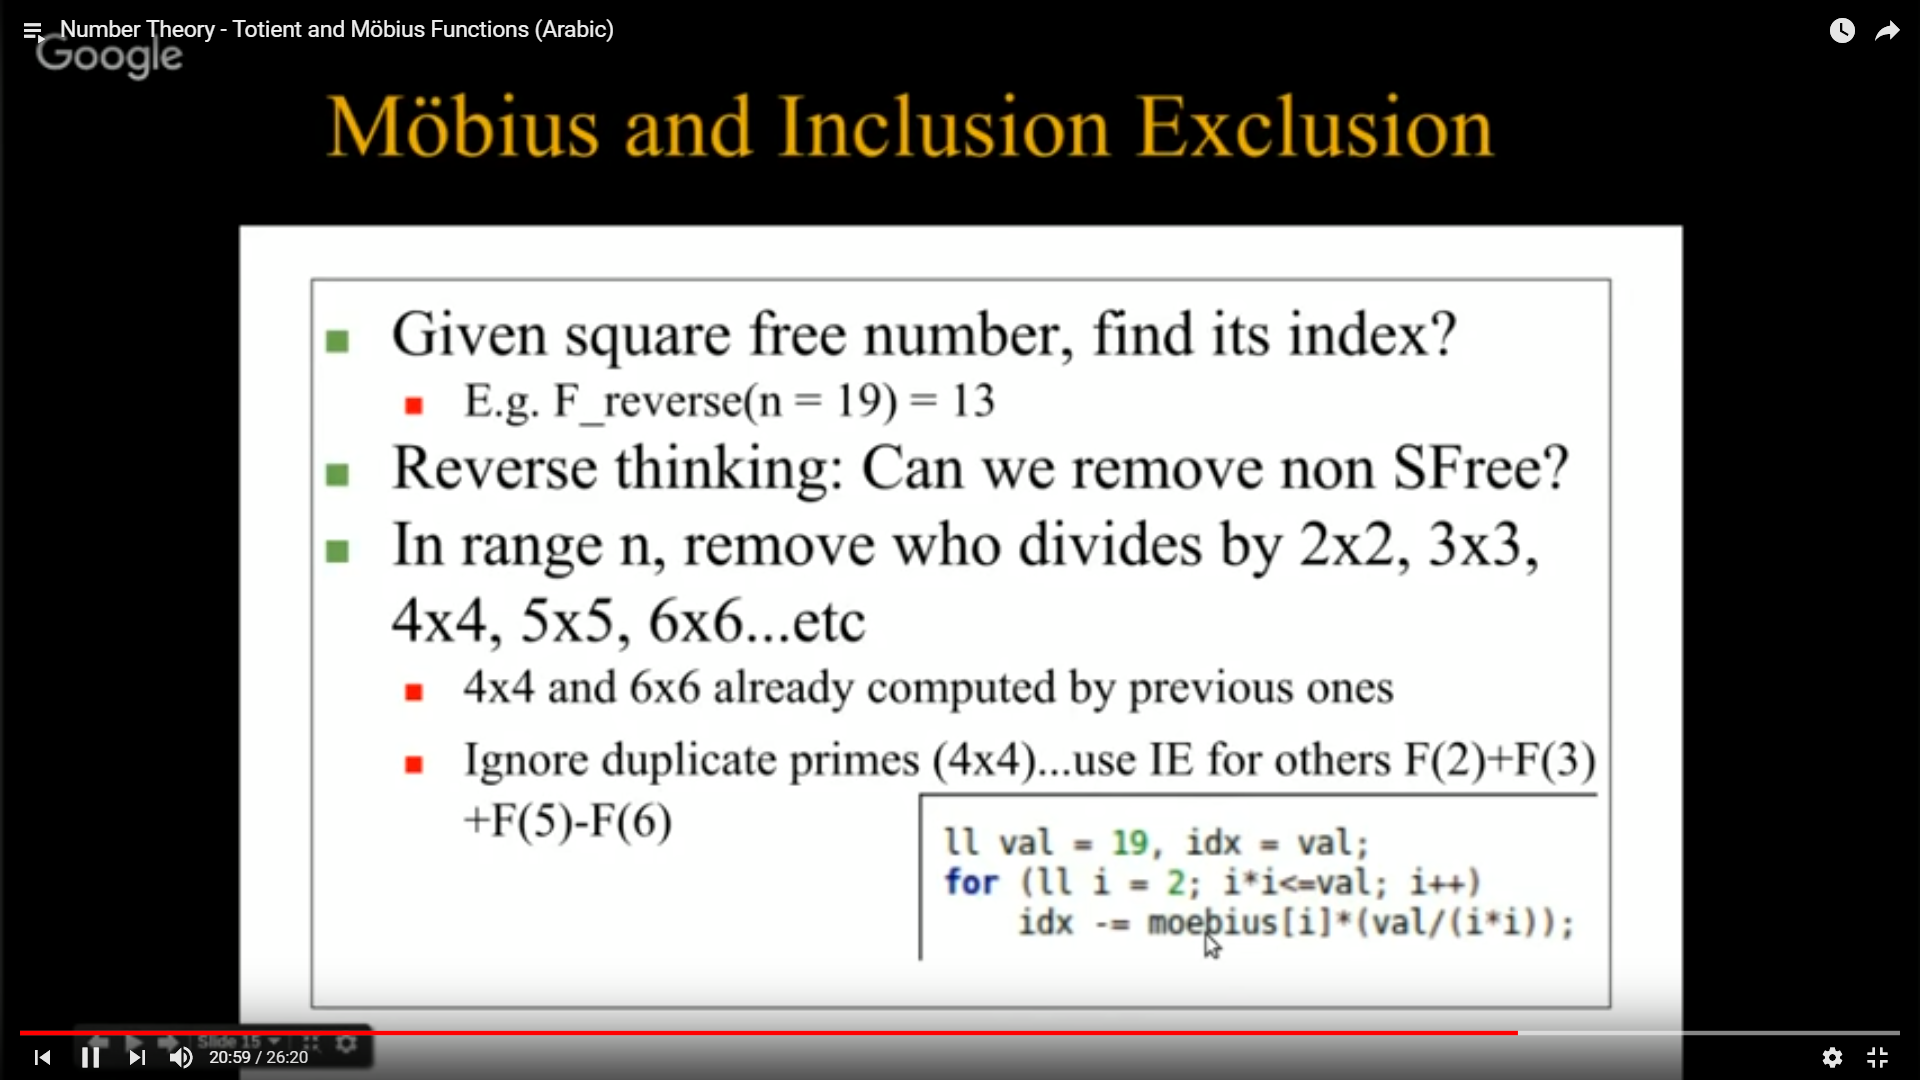 Number Theory - Totient and Möbius Functions (Arabic)
Google
Möbius and Inclusion Exclusion
Given square free number, find its index?
E.g. F_reverse(n = 19) = 13
Reverse thinking: Can we remove non SFree?
In range n, remove who divides by 2x2, 3x3,
4x4, 5x5, 6x6...etc
4x4 and 6x6 already computed by previous ones
Ignore duplicate primes (4x4)...use IE for others F(2)+F(3)
+F(5)-F(6)
ll val = 19, idx = val;
for (ll i = 2; i*i<=val; i++)
idx -= moebius[i]*(val/(i*i));
Slide 15
20:59 / 26:20